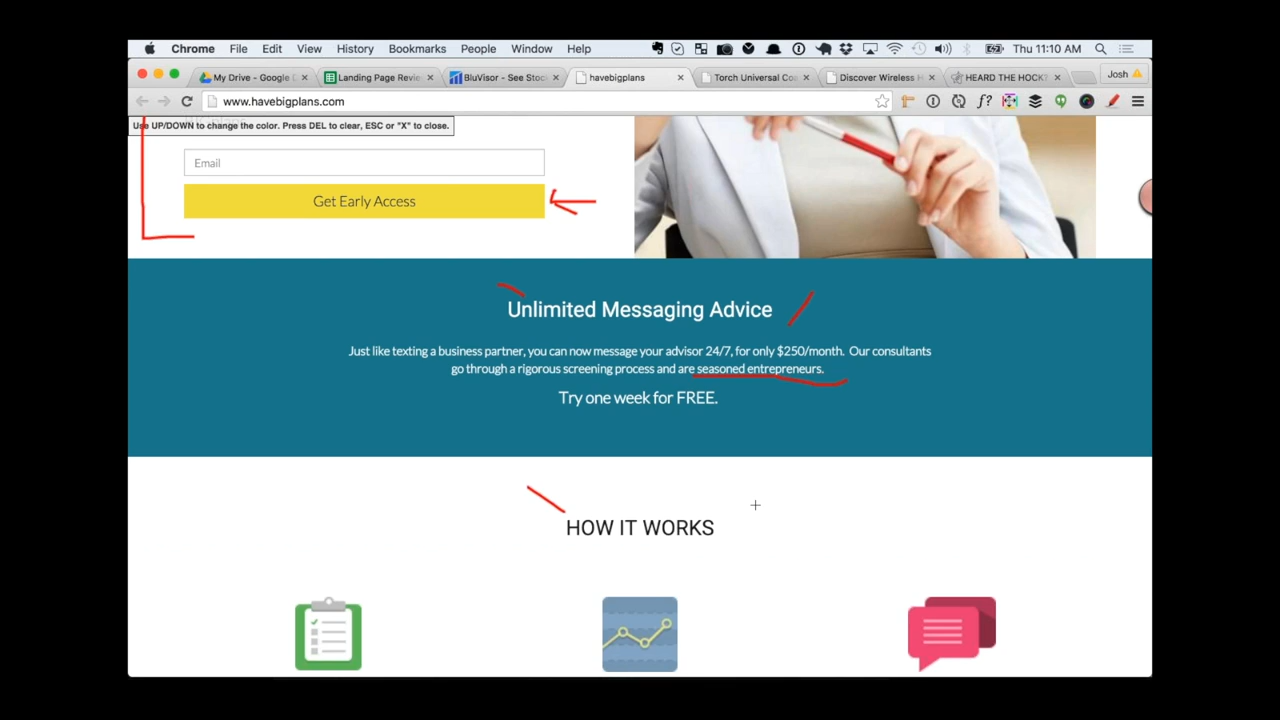 Chrome File Edit View History Bookmarks People Window Help Thu 11:10 AM
My Drive - Google Landing Page Revie BluVisor - See Stoc havebigplans Torch Universal Co Discover Wireless H HEARD THE HOCK Josh
www.havebigplans.com
Use UP/DOWN to change the color. Press DEL to clear, ESC or "X" to close.
Email
Get Early Access
Unlimited Messaging Advice
Just like texting a business partner, you can now message your advisor 24/7, for only $250/month. Our consultants
go through a rigorous screening process and are seasoned entrepreneurs.
Try one week for FREE.
HOW IT WORKS